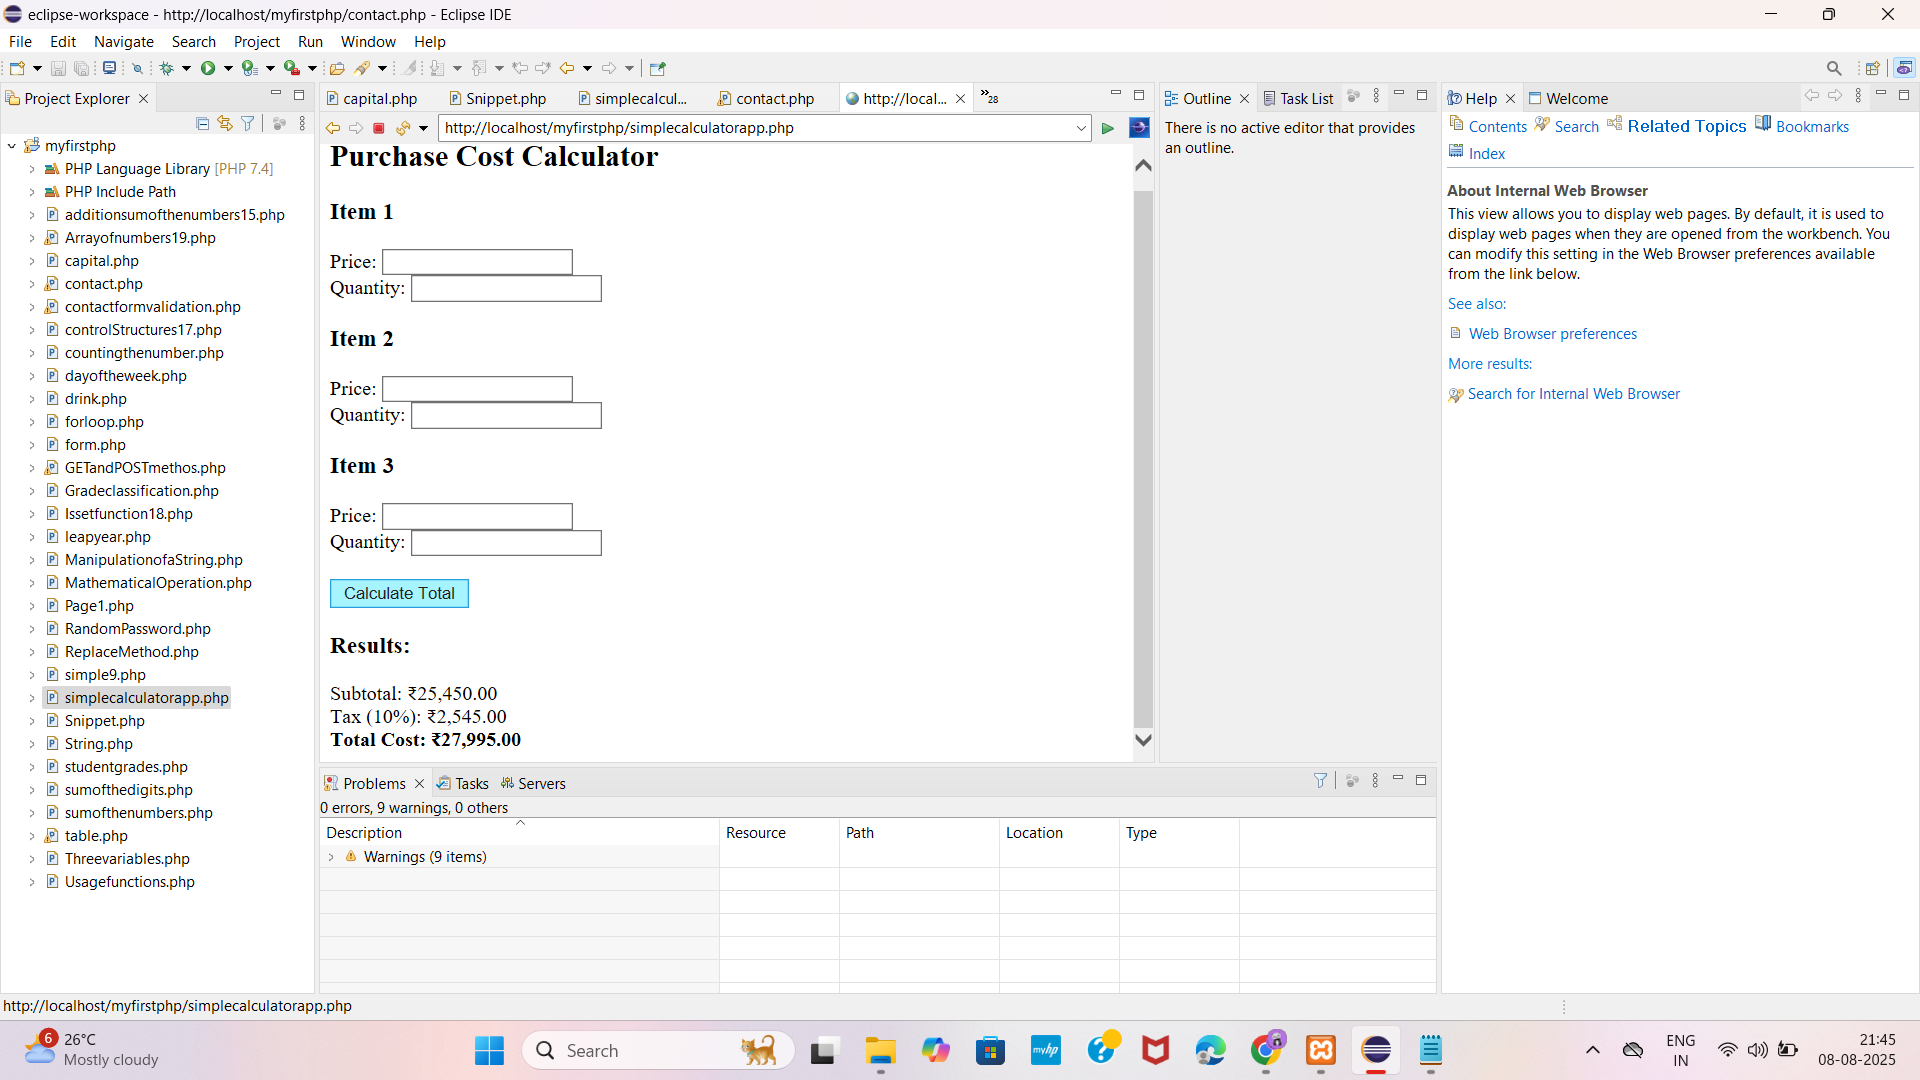 eclipse-workspace - http://localhost/myfirstphp/contact.php - Eclipse IDE
File Edit Navigate Search Project Run Window Help
Project Explorer
myfirstphp
PHP Language Library [PHP 7.4]
PHP Include Path
additionsumofthenumbers15.php
Arrayofnumbers19.php
capital.php
contact.php
contactformvalidation.php
controlStructures17.php
countingthenumber.php
dayoftheweek.php
drink.php
forloop.php
form.php
GETandPOSTmethos.php
Gradeclassification.php
Issetfunction18.php
leapyear.php
ManipulationofaString.php
MathematicalOperation.php
Page1.php
RandomPassword.php
ReplaceMethod.php
simple9.php
simplecalculatorapp.php
Snippet.php
String.php
studentgrades.php
sumofthedigits.php
sumofthenumbers.php
table.php
Threevariables.php
Usagefunctions.php
capital.php Snippet.php simplecalcul... contact.php http://local... »28
http://localhost/myfirstphp/simplecalculatorapp.php
Purchase Cost Calculator
Item 1
Price:
Quantity:
Item 2
Price:
Quantity:
Item 3
Price:
Quantity:
Calculate Total
Results:
Subtotal: ₹25,450.00
Tax (10%): ₹2,545.00
Total Cost: ₹27,995.00
Problems Tasks Servers
0 errors, 9 warnings, 0 others
Description Resource Path Location Type
Warnings (9 items)
Outline Task List
There is no active editor that provides
an outline.
Help Welcome
Contents Search Related Topics Bookmarks
Index
About Internal Web Browser
This view allows you to display web pages. By default, it is used to
display web pages when they are opened from the workbench. You
can modify this setting in the Web Browser preferences available
from the link below.
See also:
Web Browser preferences
More results:
Search for Internal Web Browser
http://localhost/myfirstphp/simplecalculatorapp.php
6
26°C
Mostly cloudy
Search
myhp
ENG
IN
21:45
08-08-2025